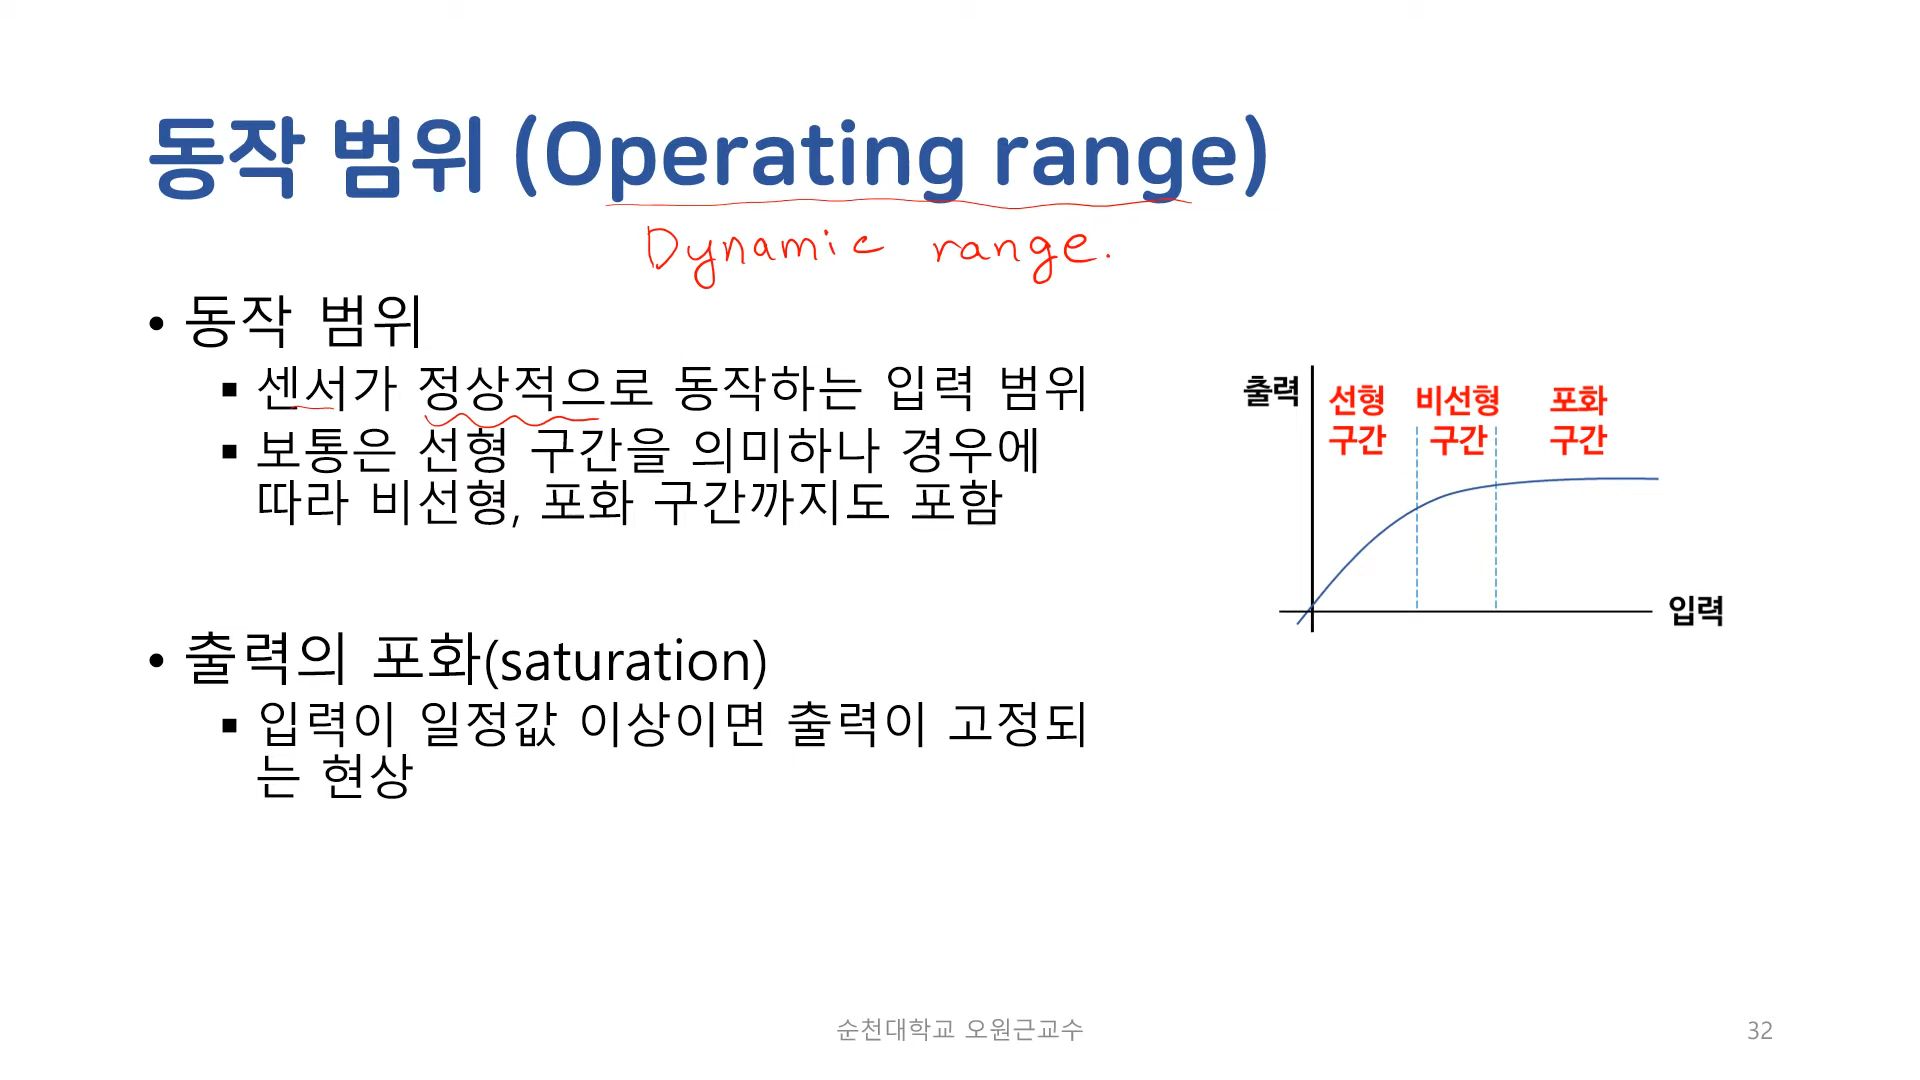 동작 범위 (Operating range)
Dynamic range.
• 동작 범위
▪ 센서가 정상적으로 동작하는 입력 범위
▪ 보통은 선형 구간을 의미하나 경우에
따라 비선형, 포화 구간까지도 포함
• 출력의 포화(saturation)
▪ 입력이 일정값 이상이면 출력이 고정되
는 현상
출력
선형
구간
비선형
구간
포화
구간
입력
순천대학교 오원근교수
32